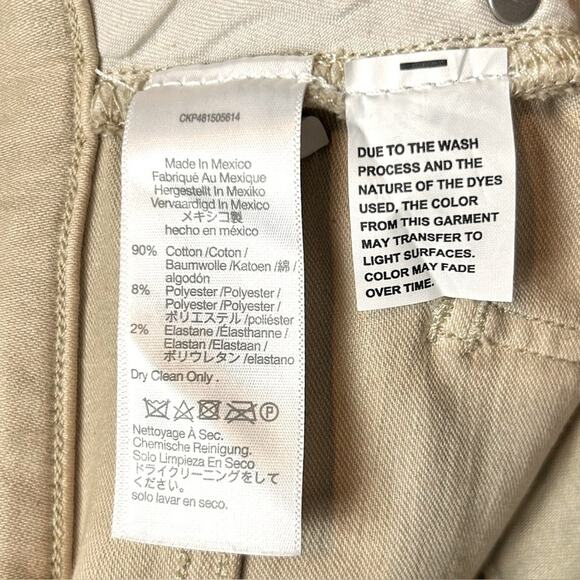 CKP481505614
Made In Mexico
Fabriqué Au Mexique
Hergestellt In Mexiko
Vervaardigd In Mexico
メキシコ製
hecho en méxico
90% Cotton /Coton /
Baumwolle /Katoen /綿 /
algodón
8% Polyester /Polyester /
Polyester /Polyester /
ポリエステル /poliéster
2% Elastane /Élasthanne /
Elastan /Elastaan /
ポリウレタン /elastano
Dry Clean Only .
P
Nettoyage À Sec.
Chemische Reinigung.
Solo Limpieza En Seco
ドライクリーニングをして
ください。
solo lavar en seco.
DUE TO THE WASH
PROCESS AND THE
NATURE OF THE DYES
USED, THE COLOR
FROM THIS GARMENT
MAY TRANSFER TO
LIGHT SURFACES.
COLOR MAY FADE
OVER TIME.